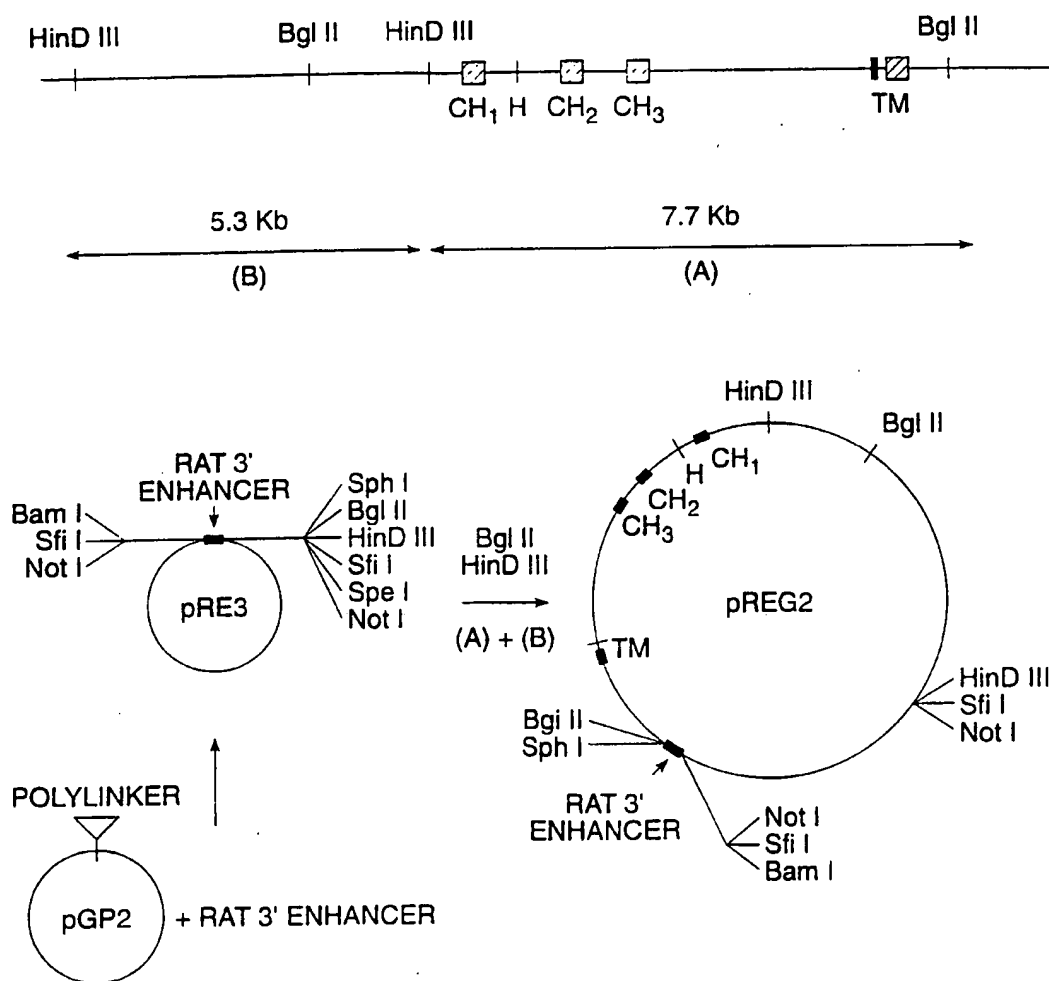 HinD III
Bgl II
HinD III
Bgl II
CH1
H
CH2
CH3
TM
5.3 Kb
(B)
7.7 Kb
(A)
RAT 3'
ENHANCER
Bam I
Sfi I
Not I
Sph I
Bgl II
HinD III
Sfi I
Spe I
Not I
pRE3
Bgl II
HinD III
(A) + (B)
HinD III
Bgl II
CH1
H
CH2
CH3
pREG2
TM
Bgi II
Sph I
HinD III
Sfi I
Not I
RAT 3'
ENHANCER
Not I
Sfi I
Bam I
POLYLINKER
pGP2
+ RAT 3' ENHANCER